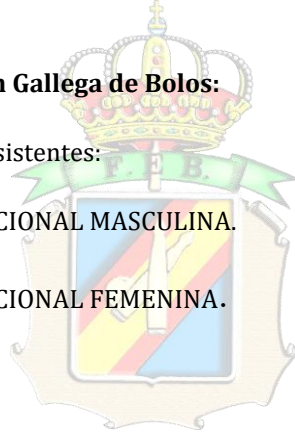 n Gallega de Bolos:
sistentes:
F. E. B.
CIONAL MASCULINA.
CIONAL FEMENINA.